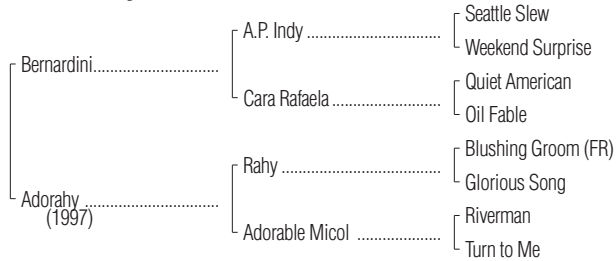 Seattle Slew
A.P. Indy ..............................
Weekend Surprise
Bernardini............................
Quiet American
Cara Rafaela ........................
Oil Fable
Blushing Groom (FR)
Rahy ....................................
Glorious Song
Adorahy ..............................
(1997)
Riverman
Adorable Micol ..................
Turn to Me